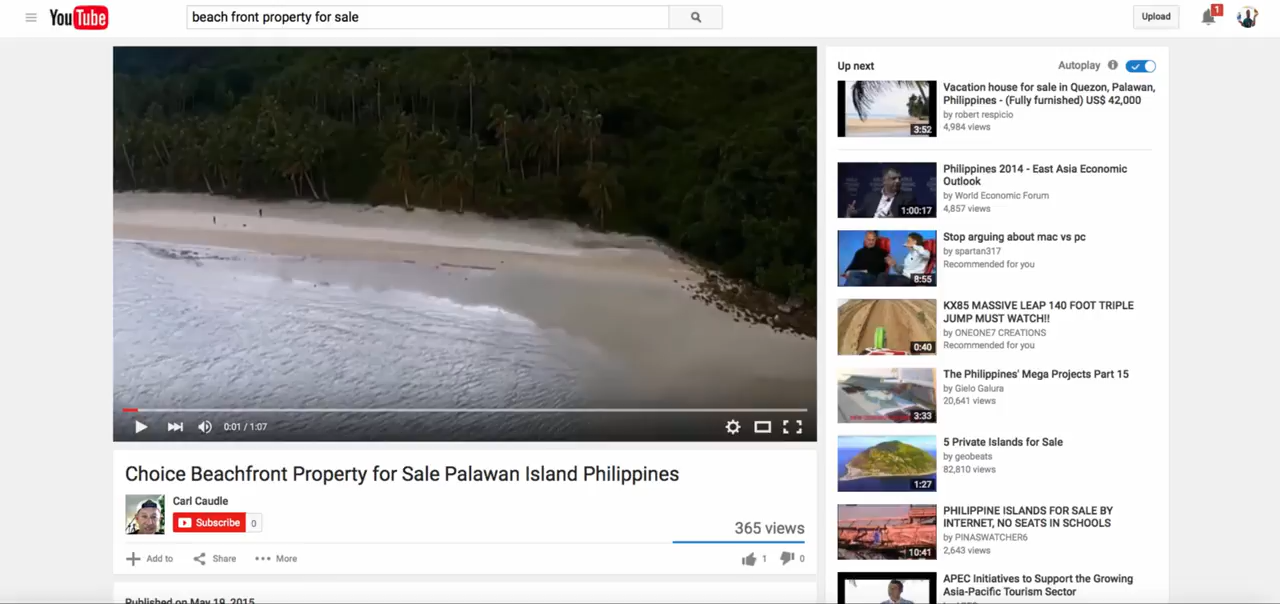 YouTube
beach front property for sale
Upload
1
Up next
Autoplay
Vacation house for sale in Quezon, Palawan,
Philippines - (Fully furnished) US$ 42,000
by robert respicio
4,984 views
3:52
Philippines 2014 - East Asia Economic
Outlook
by World Economic Forum
4,857 views
1:00:17
Stop arguing about mac vs pc
by spartan317
Recommended for you
8:55
KX85 MASSIVE LEAP 140 FOOT TRIPLE
JUMP MUST WATCH!!
by ONEONE7 CREATIONS
Recommended for you
0:40
The Philippines' Mega Projects Part 15
by Gielo Galura
20,641 views
3:33
5 Private Islands for Sale
by geobeats
82,810 views
1:27
PHILIPPINE ISLANDS FOR SALE BY
INTERNET, NO SEATS IN SCHOOLS
by PINASWATCHER6
2,643 views
10:41
APEC Initiatives to Support the Growing
Asia-Pacific Tourism Sector
0:01 / 1:07
Choice Beachfront Property for Sale Palawan Island Philippines
Carl Caudle
Subscribe 0
365 views
Add to Share More
1 0
Published on May 19, 2015